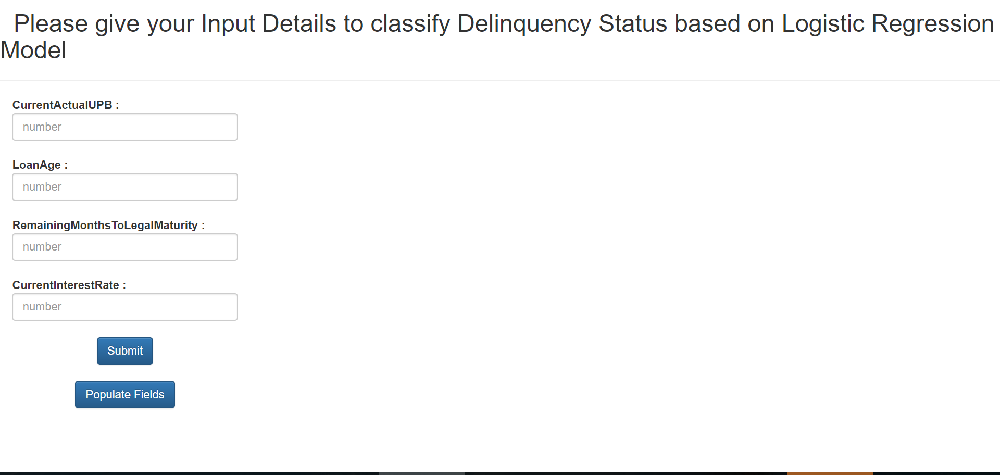 Please give your Input Details to classify Delinquency Status based on Logistic Regression
Model
CurrentActualUPB :
number
LoanAge :
number
RemainingMonthsToLegalMaturity :
number
CurrentInterestRate :
number
Submit
Populate Fields